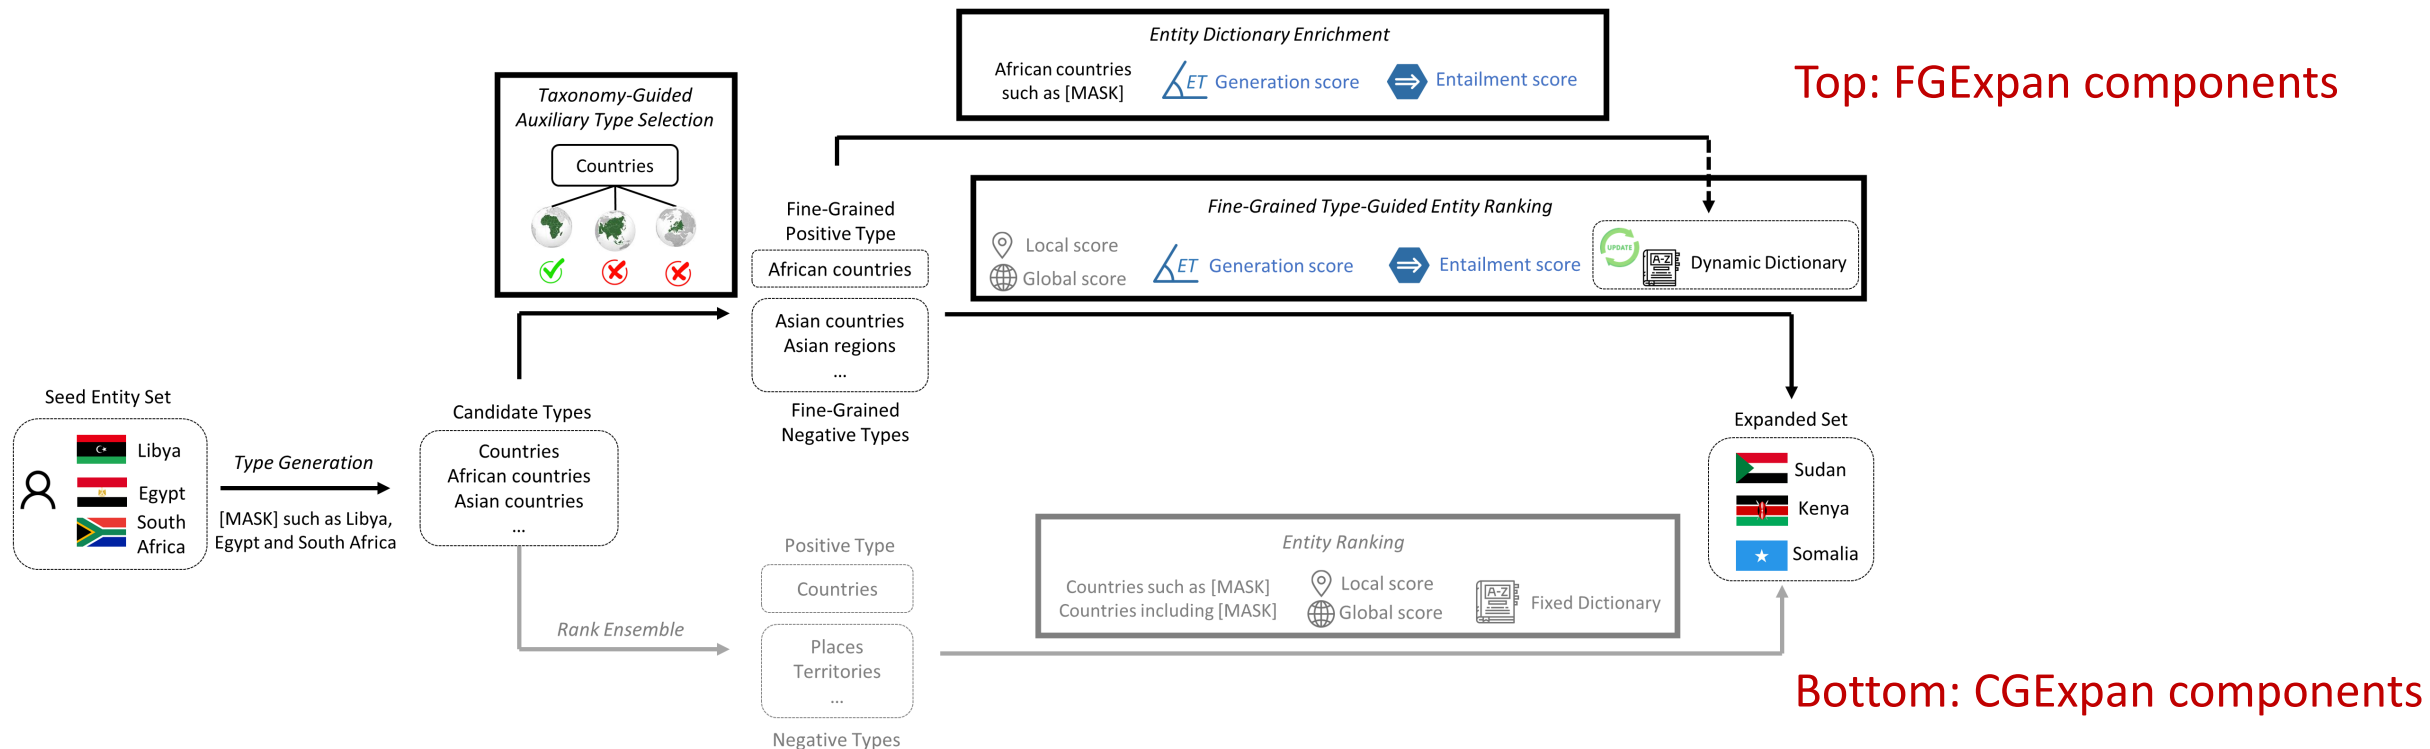 Entity Dictionary Enrichment
African countries
such as [MASK]
ET Generation score
Entailment score
Top: FGExpan components
Taxonomy-Guided
Auxiliary Type Selection
Countries
Fine-Grained
Positive Type
African countries
Asian countries
Asian regions
...
Fine-Grained
Negative Types
Fine-Grained Type-Guided Entity Ranking
Local score
Global score
ET Generation score
Entailment score
UPDATE
A-Z
Dynamic Dictionary
Seed Entity Set
Libya
Egypt
South
Africa
Type Generation
[MASK] such as Libya,
Egypt and South Africa
Candidate Types
Countries
African countries
Asian countries
...
Rank Ensemble
Positive Type
Countries
Places
Territories
...
Negative Types
Entity Ranking
Countries such as [MASK]
Countries including [MASK]
Local score
Global score
A-Z
Fixed Dictionary
Expanded Set
Sudan
Kenya
Somalia
Bottom: CGExpan components